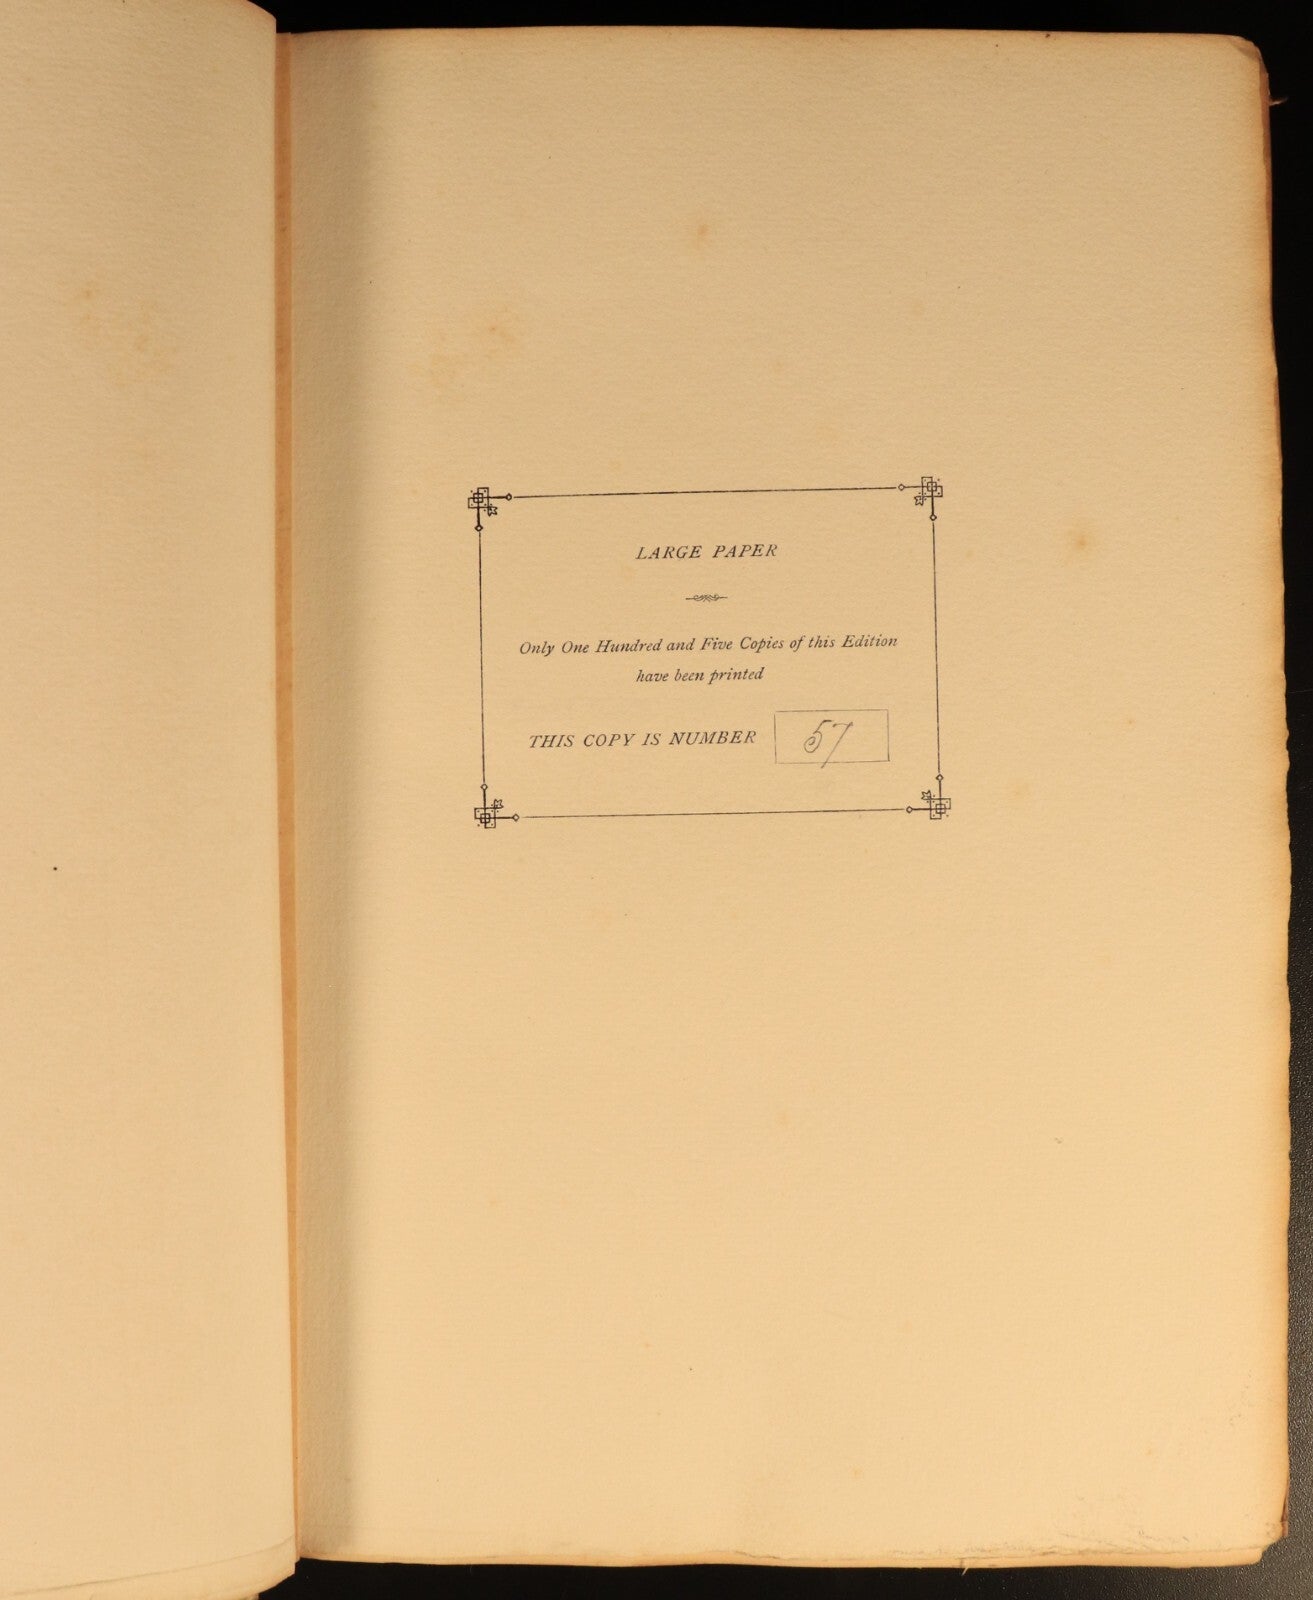 LARGE PAPER
Only One Hundred and Five Copies of this Edition
have been printed
THIS COPY IS NUMBER 57